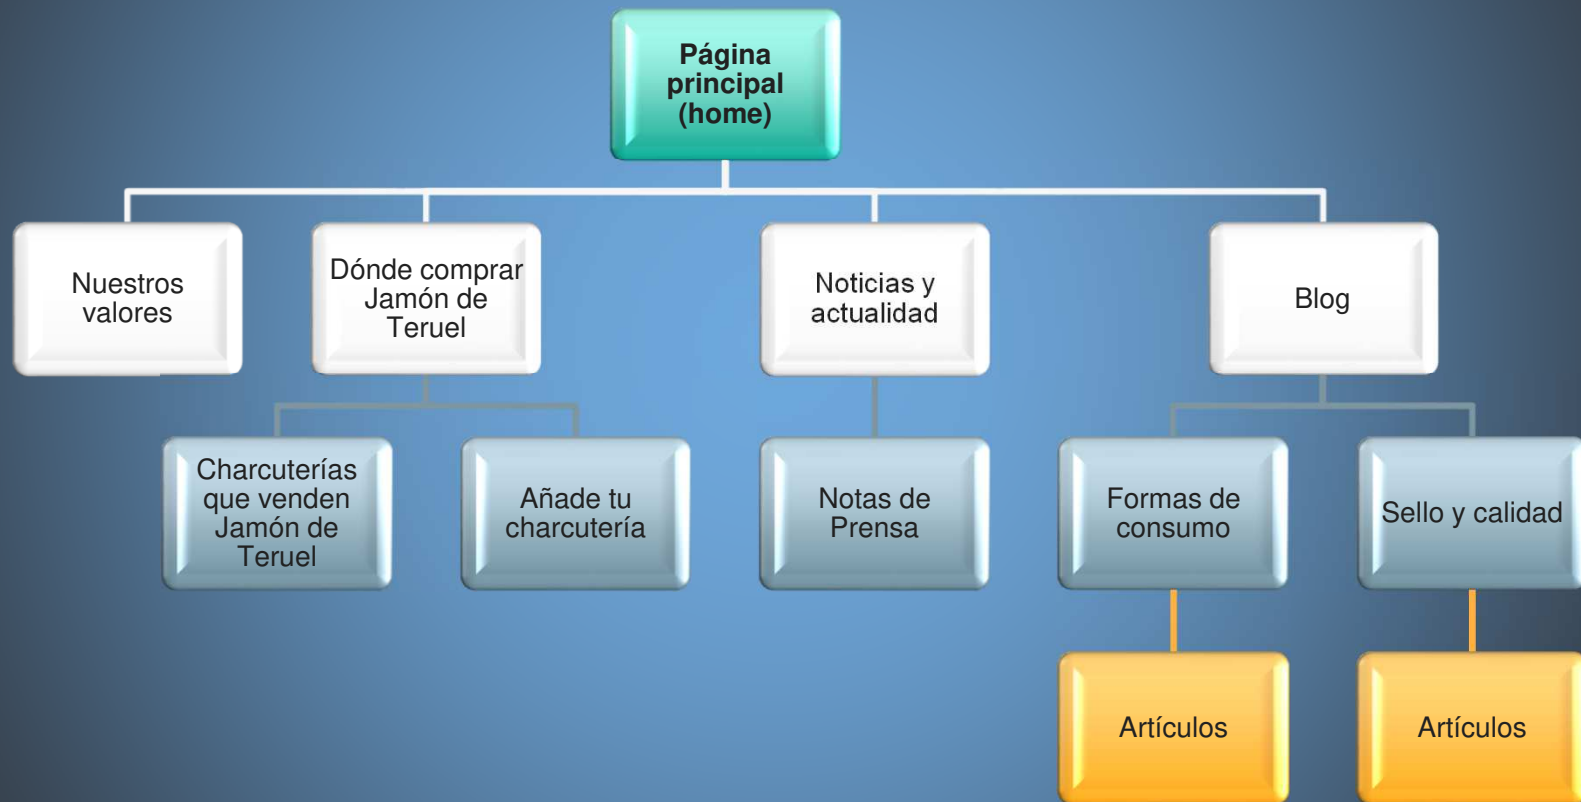 Página
principal
(home)
Nuestros
valores
Dónde comprar
Jamón de
Teruel
Noticias y
actualidad
Blog
Charcuterías
que venden
Jamón de
Teruel
Añade tu
charcutería
Notas de
Prensa
Formas de
consumo
Sello y calidad
Artículos
Artículos